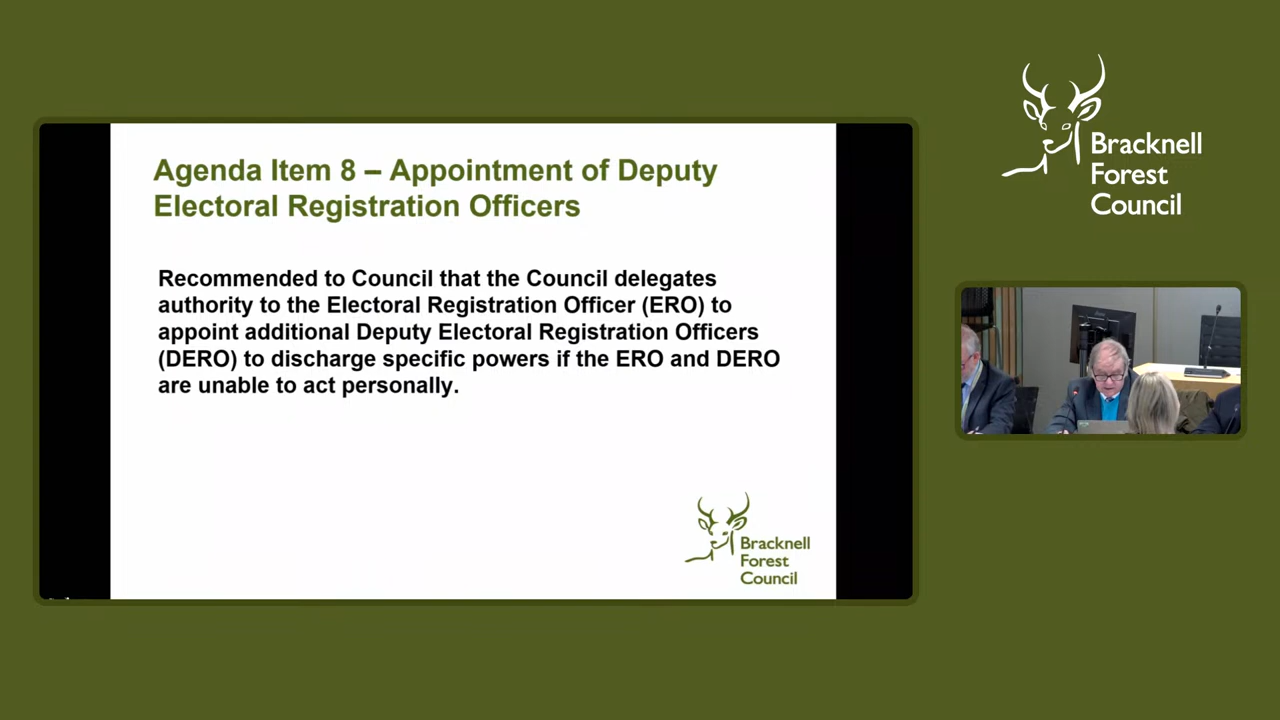 Agenda Item 8 – Appointment of Deputy
Electoral Registration Officers
Recommended to Council that the Council delegates
authority to the Electoral Registration Officer (ERO) to
appoint additional Deputy Electoral Registration Officers
(DERO) to discharge specific powers if the ERO and DERO
are unable to act personally.
Bracknell
Forest
Council
Bracknell
Forest
Council